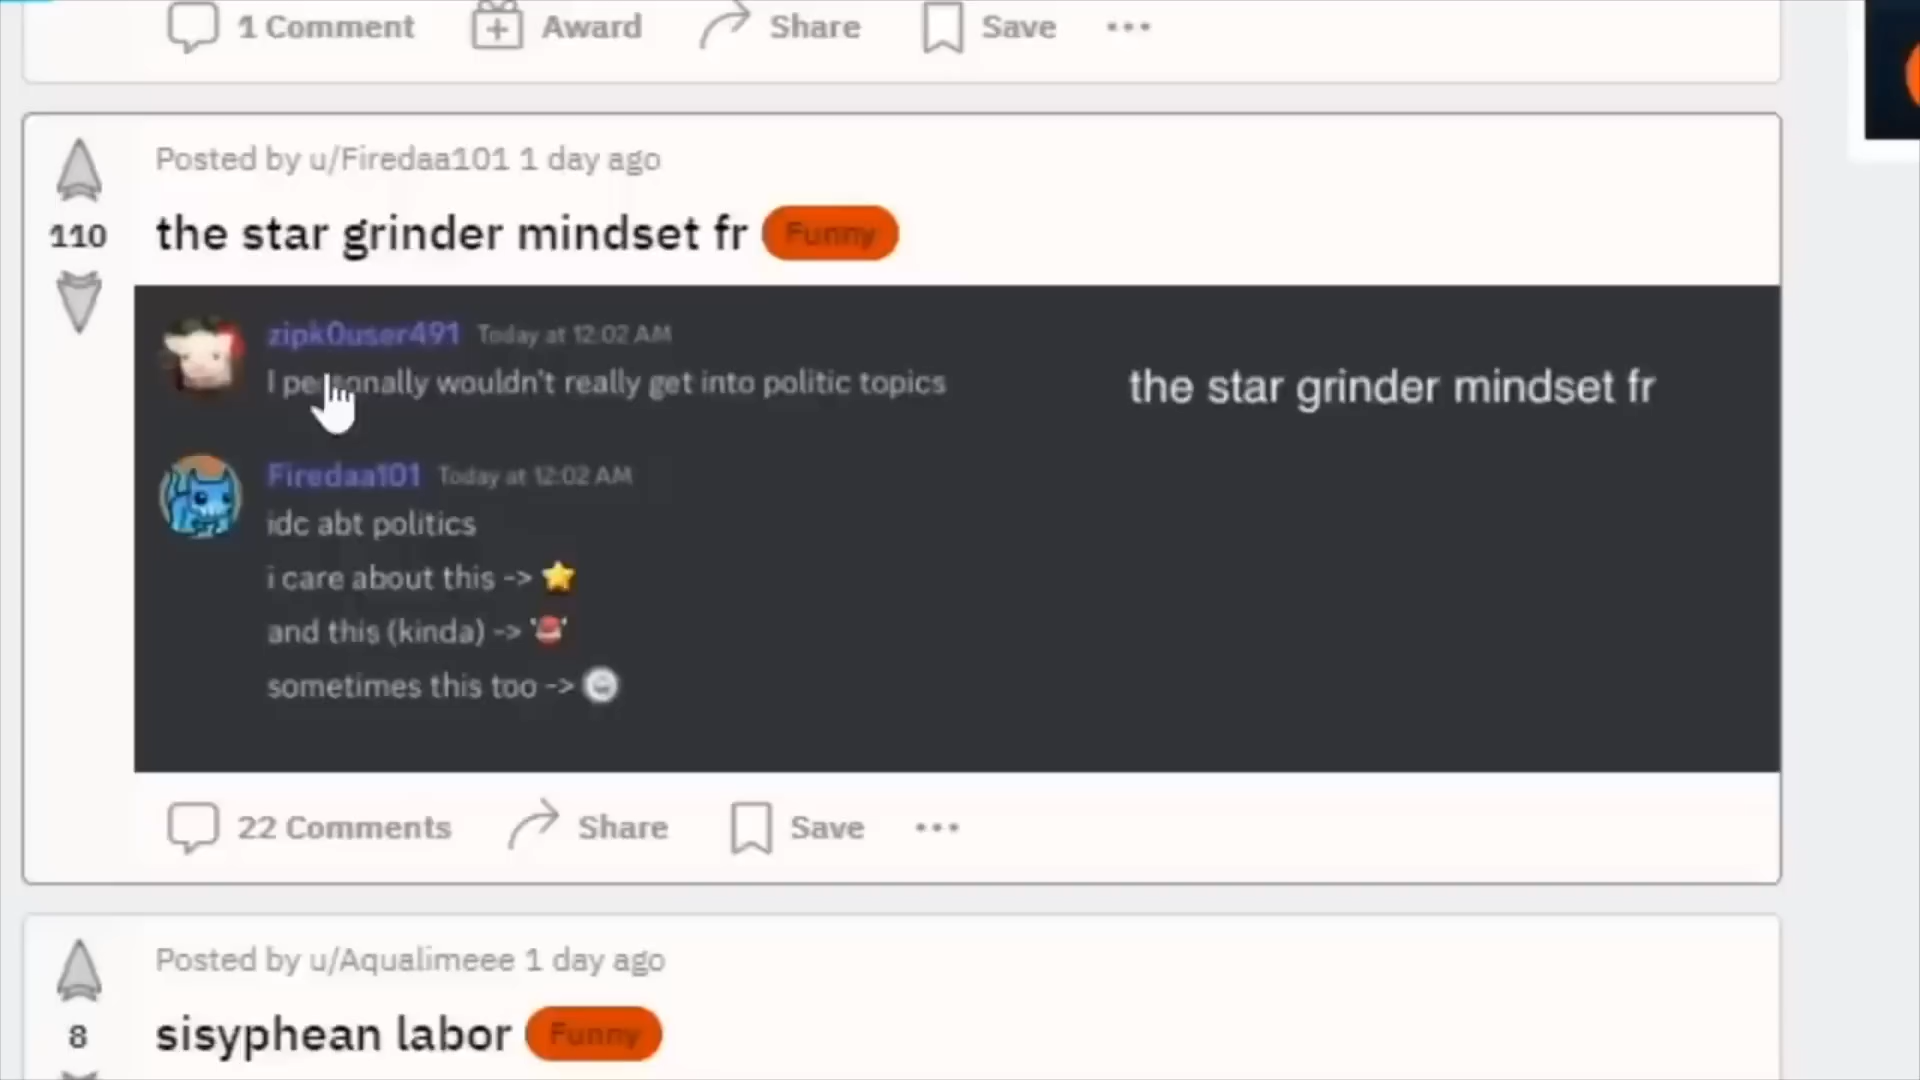 1 Comment Award Share Save
Posted by u/Firedaa101 1 day ago
110
the star grinder mindset fr Funny
zipk0user491 Today at 12:02 AM
I personally wouldn't really get into politic topics
the star grinder mindset fr
Firedaa101 Today at 12:02 AM
idc abt politics
i care about this -> ⭐
and this (kinda) ->
sometimes this too ->
22 Comments Share Save
Posted by u/Aqualimeee 1 day ago
8
sisyphean labor Funny